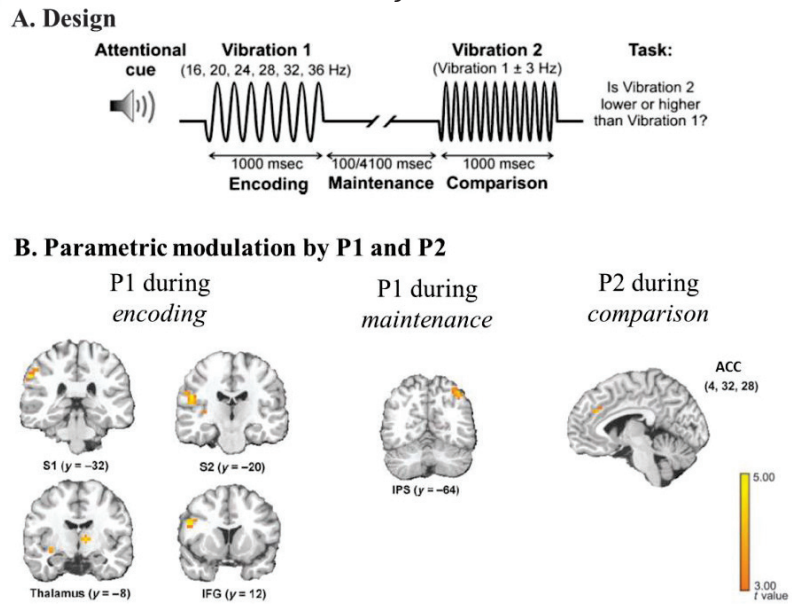 A. Design
Attentional
cue
Vibration 1
(16, 20, 24, 28, 32, 36 Hz)
Vibration 2
(Vibration 1 ± 3 Hz)
Task:
Is Vibration 2
lower or higher
than Vibration 1?
1000 msec
100/4100 msec
1000 msec
Encoding
Maintenance
Comparison
B. Parametric modulation by P1 and P2
P1 during
encoding
P1 during
maintenance
P2 during
comparison
S1 (y = -32)
S2 (y = -20)
Thalamus (y = -8)
IFG (y = 12)
IPS (y = -64)
ACC
(4, 32, 28)
5.00
3.00
t value